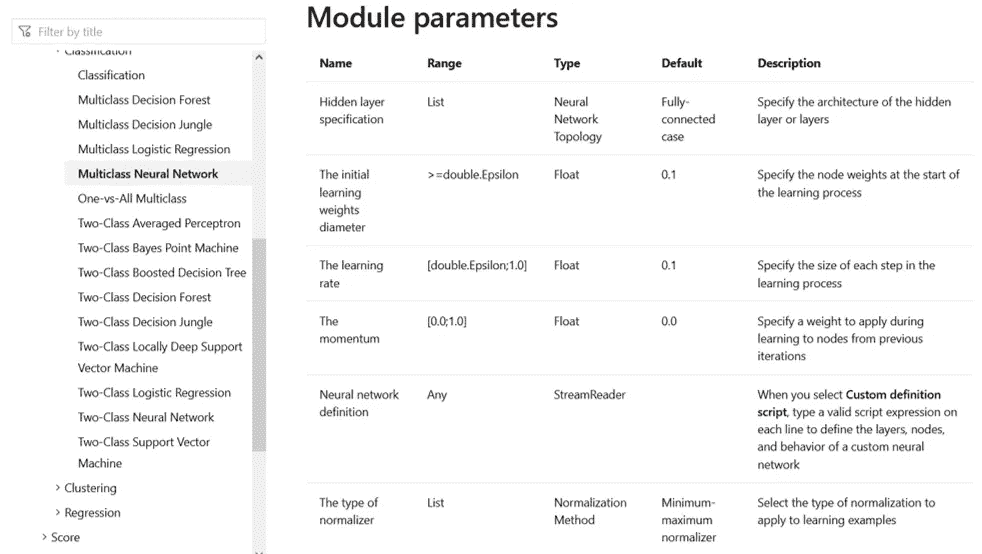 Module parameters
Filter by title
Classification
Classification
Multiclass Decision Forest
Multiclass Decision Jungle
Multiclass Logistic Regression
Multiclass Neural Network
One-vs-All Multiclass
Two-Class Averaged Perceptron
Two-Class Bayes Point Machine
Two-Class Boosted Decision Tree
Two-Class Decision Forest
Two-Class Decision Jungle
Two-Class Locally Deep Support
Vector Machine
Two-Class Logistic Regression
Two-Class Neural Network
Two-Class Support Vector
Machine
Clustering
Regression
Score
Name Range Type Default Description
Hidden layer List Neural Fully- Specify the architecture of the hidden
specification Network connected layer or layers
Topology case
The initial >=double.Epsilon Float 0.1 Specify the node weights at the start of
learning the learning process
weights
diameter
The learning [double.Epsilon;1.0] Float 0.1 Specify the size of each step in the
rate learning process
The [0.0;1.0] Float 0.0 Specify a weight to apply during
momentum learning to nodes from previous
iterations
Neural network Any StreamReader When you select Custom definition
definition script, type a valid script expression on
each line to define the layers, nodes,
and behavior of a custom neural
network
The type of List Normalization Minimum- Select the type of normalization to
normalizer Method maximum apply to learning examples
normalizer